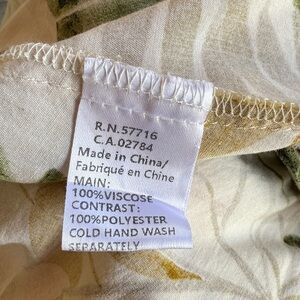 R.N.57716
C.A.02784
Made in China/
Fabriqué en Chine
MAIN:
100%VISCOSE
CONTRAST:
100%POLYESTER
COLD HAND WASH
SEPARATELY